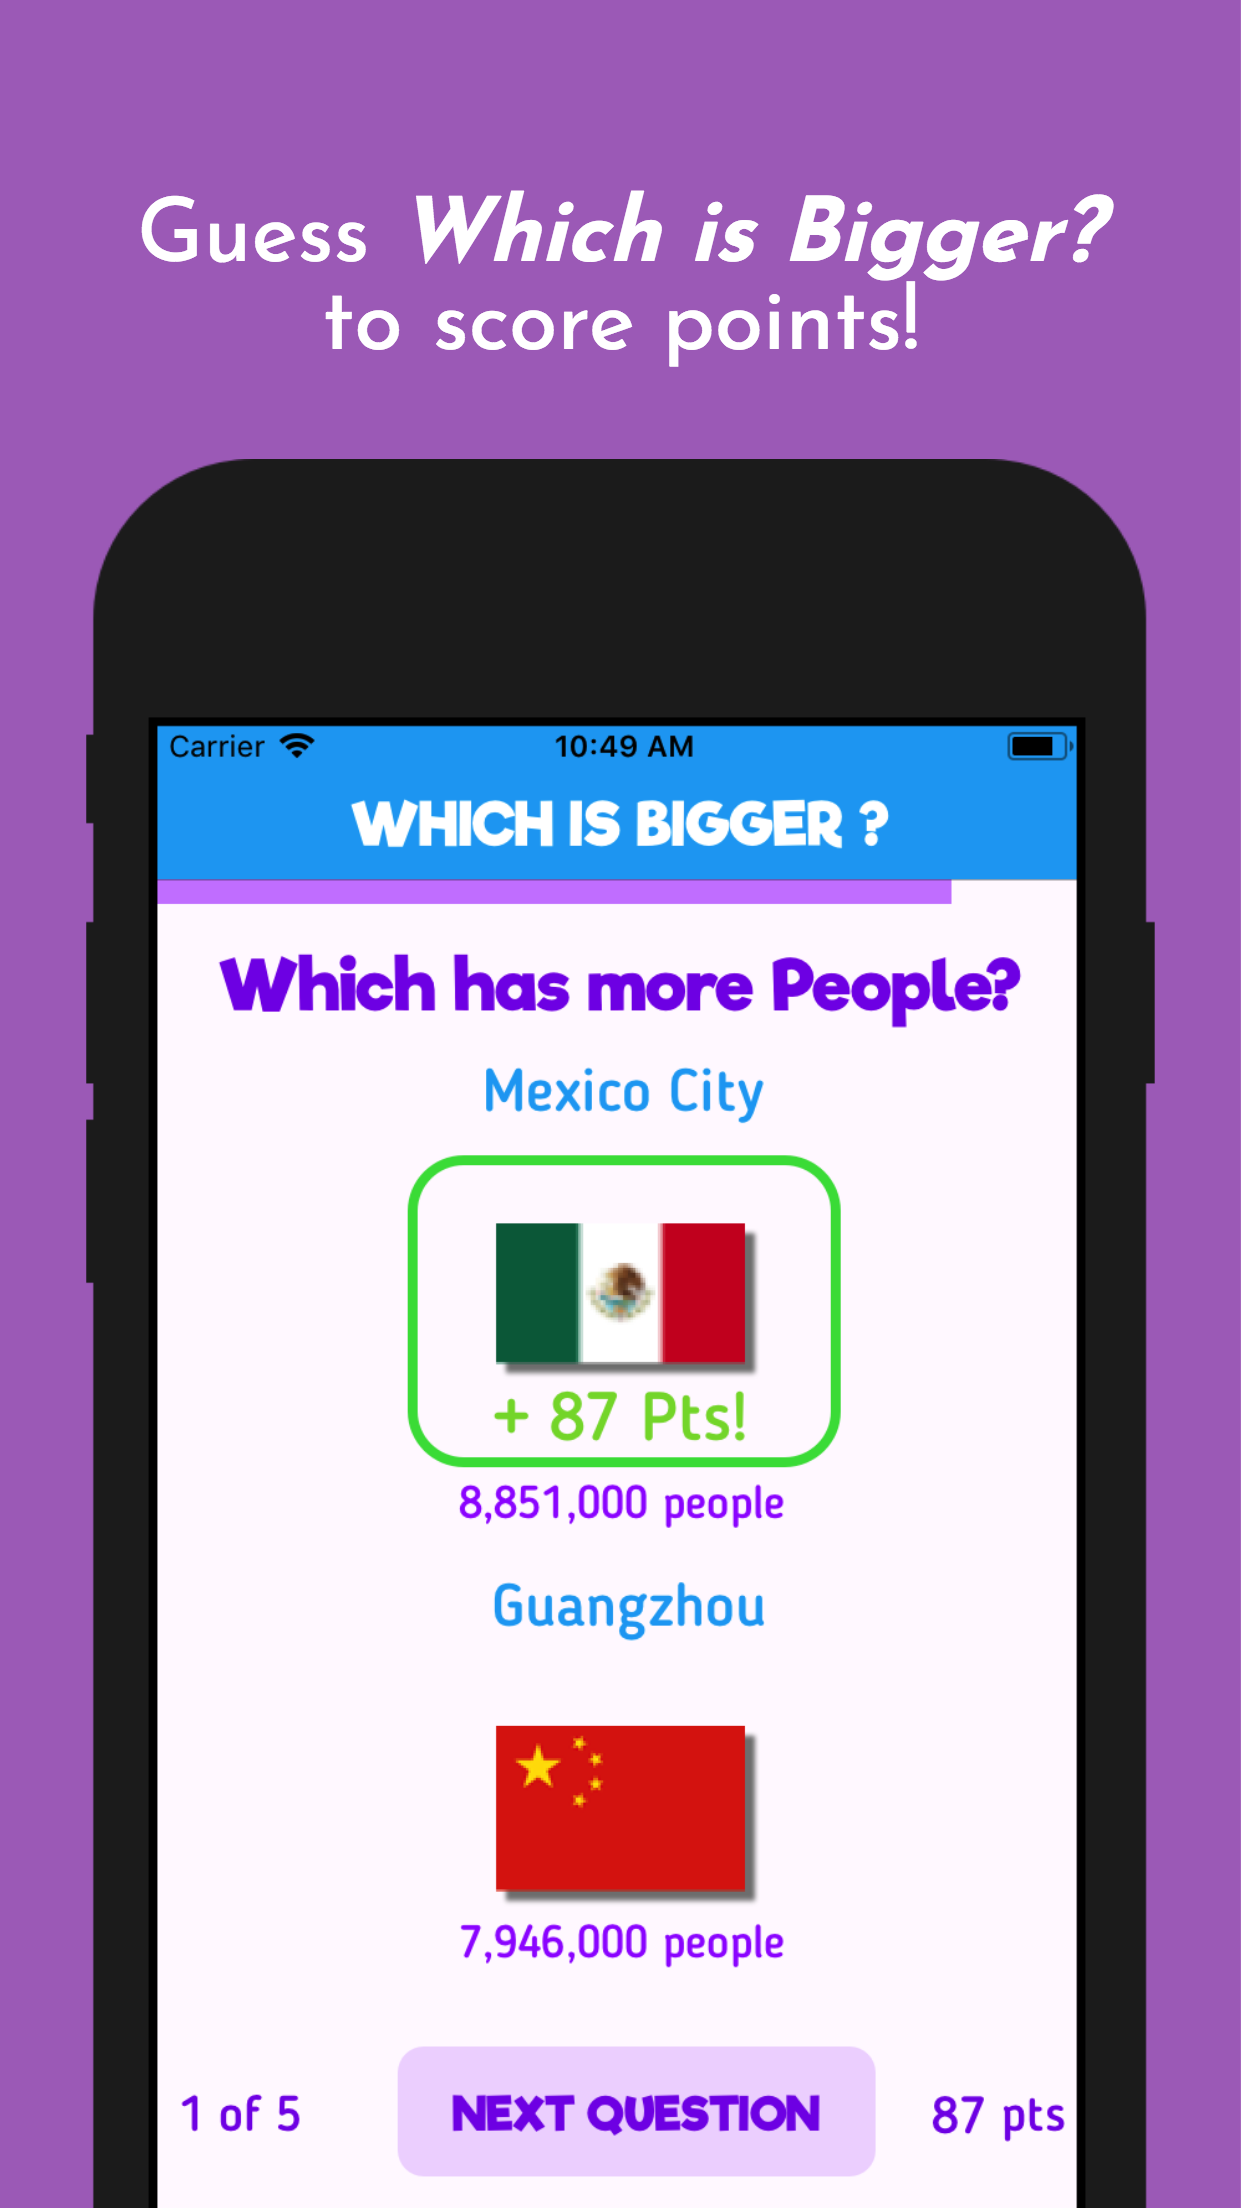 Guess Which is Bigger?
to score points!
Carrier 10:49 AM
WHICH IS BIGGER ?
Which has more People?
Mexico City
+ 87 Pts!
8,851,000 people
Guangzhou
7,946,000 people
1 of 5 NEXT QUESTION 87 pts